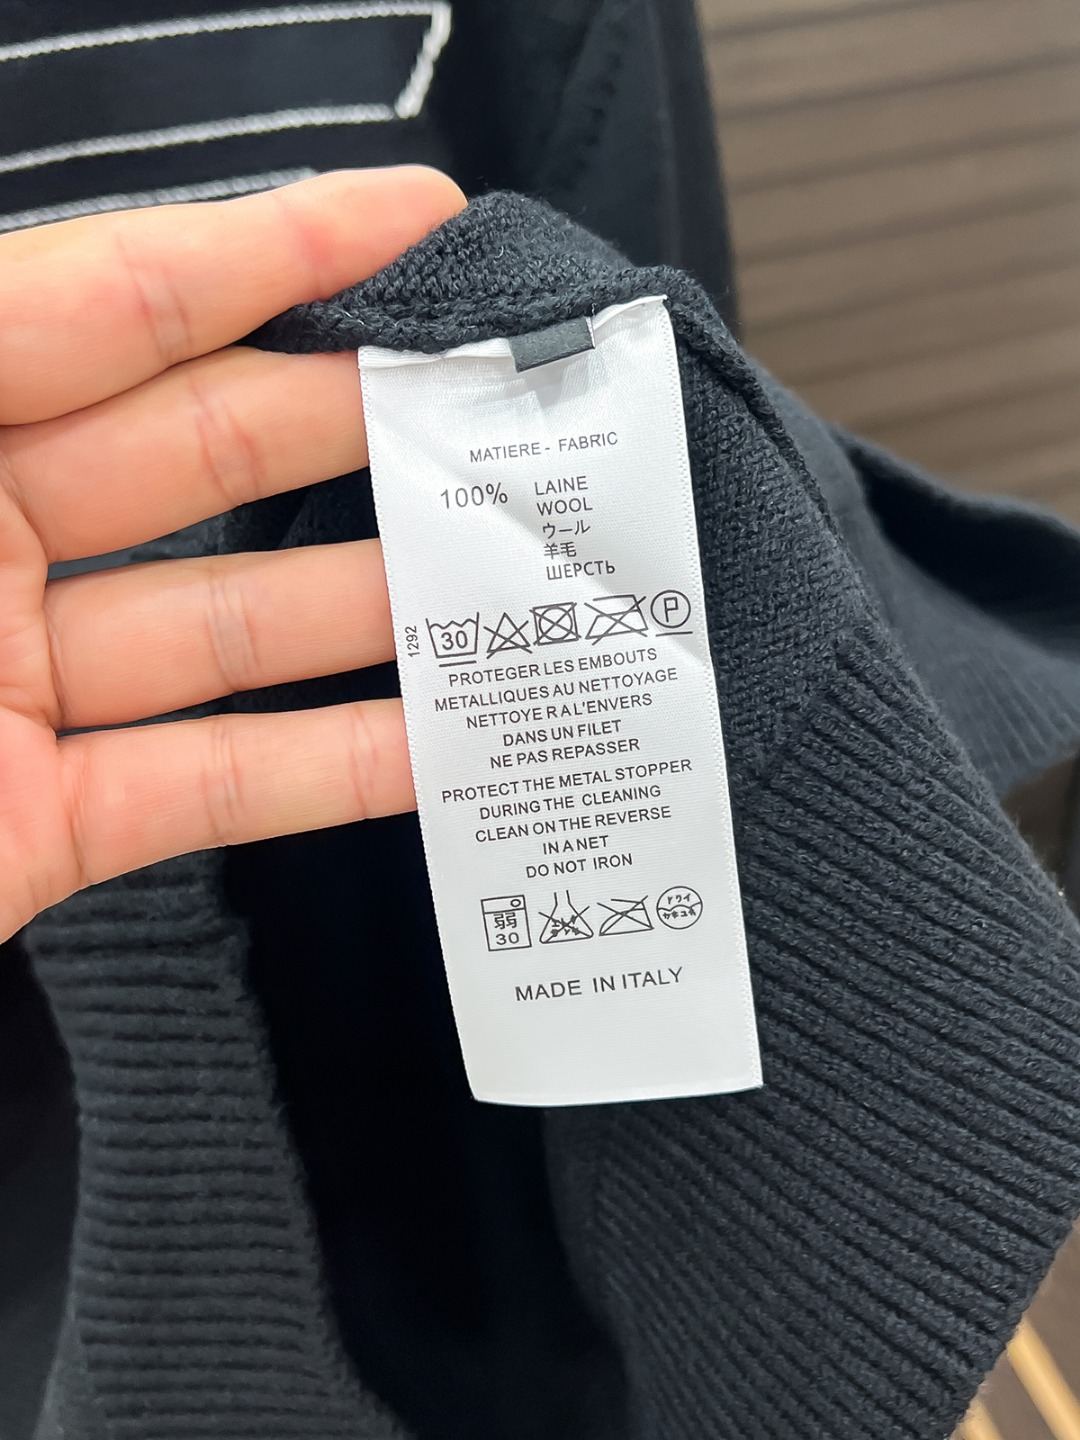 MATIERE - FABRIC
100% LAINE
WOOL
ウール
羊毛
ШЕРСТЬ
1292
30 P
PROTEGER LES EMBOUTS
METALLIQUES AU NETTOYAGE
NETTOYE R A L'ENVERS
DANS UN FILET
NE PAS REPASSER
PROTECT THE METAL STOPPER
DURING THE CLEANING
CLEAN ON THE REVERSE
IN A NET
DO NOT IRON
30
MADE IN ITALY